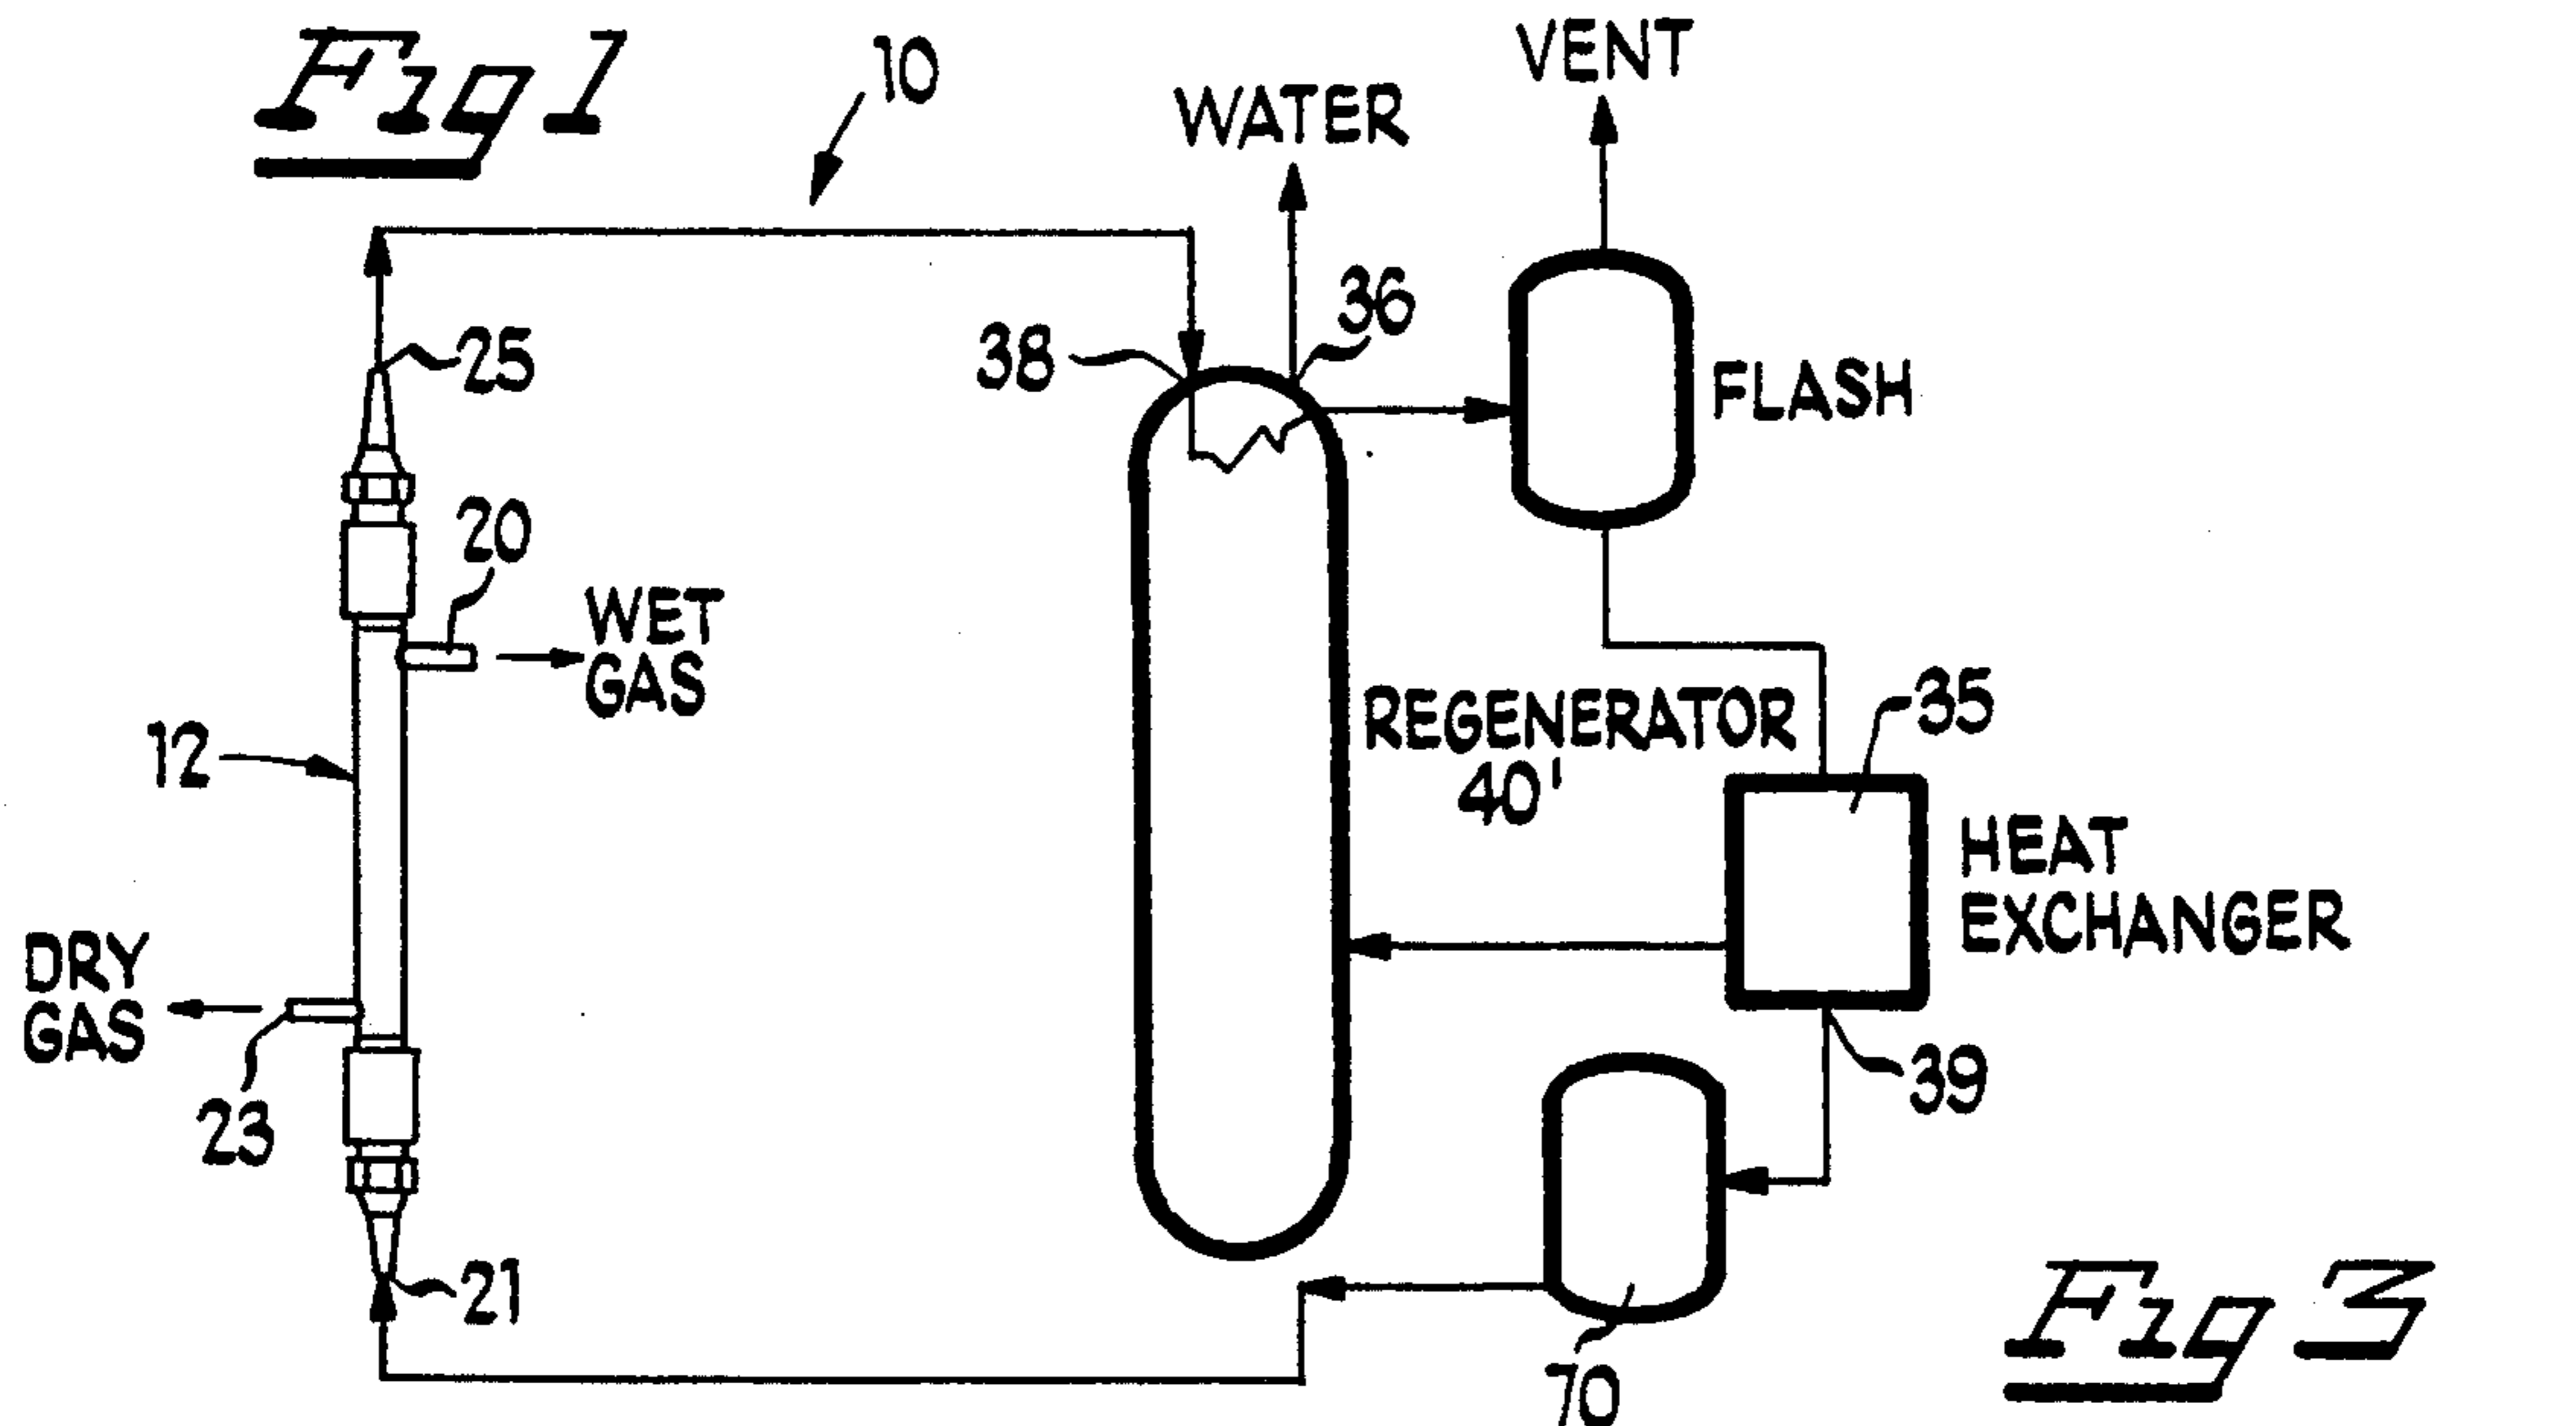 Fig 1
10
VENT
WATER
36
38
25
FLASH
20
WET
GAS
REGENERATOR
40'
35
12
HEAT
EXCHANGER
DRY
GAS
23
39
21
70
Fig 3